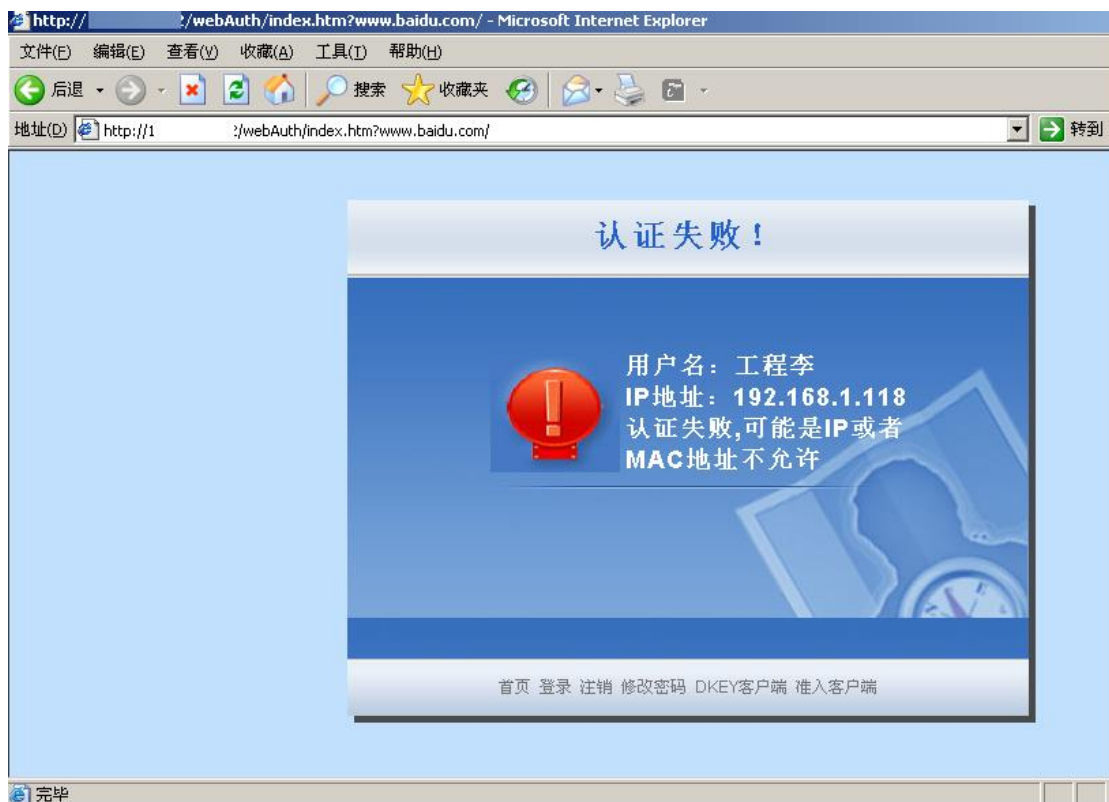 http:// :/webAuth/index.htm?www.baidu.com/ - Microsoft Internet Explorer
文件(F) 编辑(E) 查看(V) 收藏(A) 工具(T) 帮助(H)
后退 搜索 收藏夹
地址(D) http://1 :/webAuth/index.htm?www.baidu.com/ 转到
认证失败!
用户名：工程李
IP地址：192.168.1.118
认证失败,可能是IP或者
MAC地址不允许
首页 登录 注销 修改密码 DKEY客户端 准入客户端
完毕